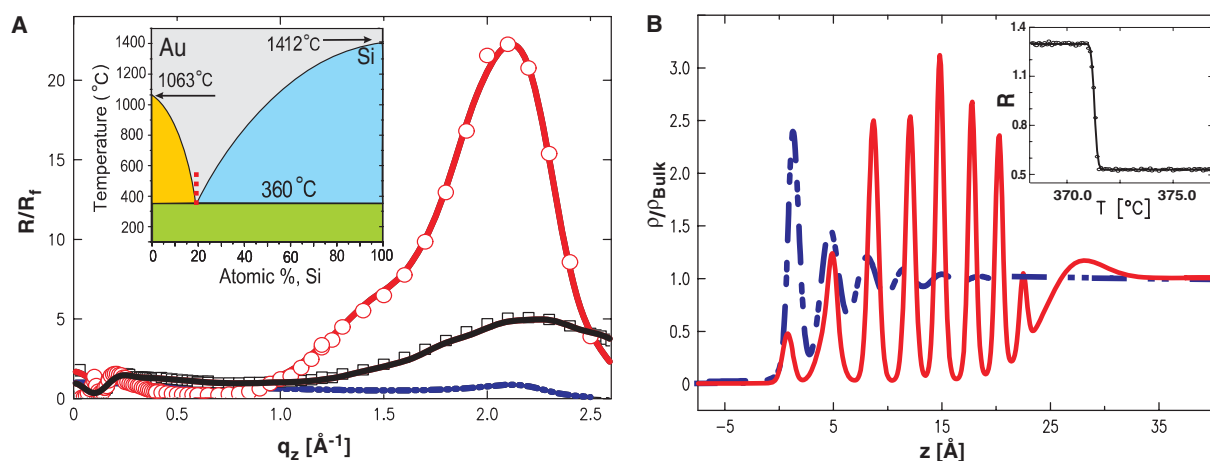 A
R/Rf
20
15
10
5
0
0
0.5
1.0
1.5
2.0
2.5
qz [Å-1]
Temperature (°C)
1400
1200
1000
800
600
400
200
Au
1412°C
Si
1063°C
360°C
0
20
40
60
80
100
Atomic %, Si
B
ρ/ρBulk
3.0
2.5
2.0
1.5
1.0
0.5
0
-5
5
15
25
35
z [Å]
R
1.4
1.3
0.8
0.5
370.0
375.0
T [°C]